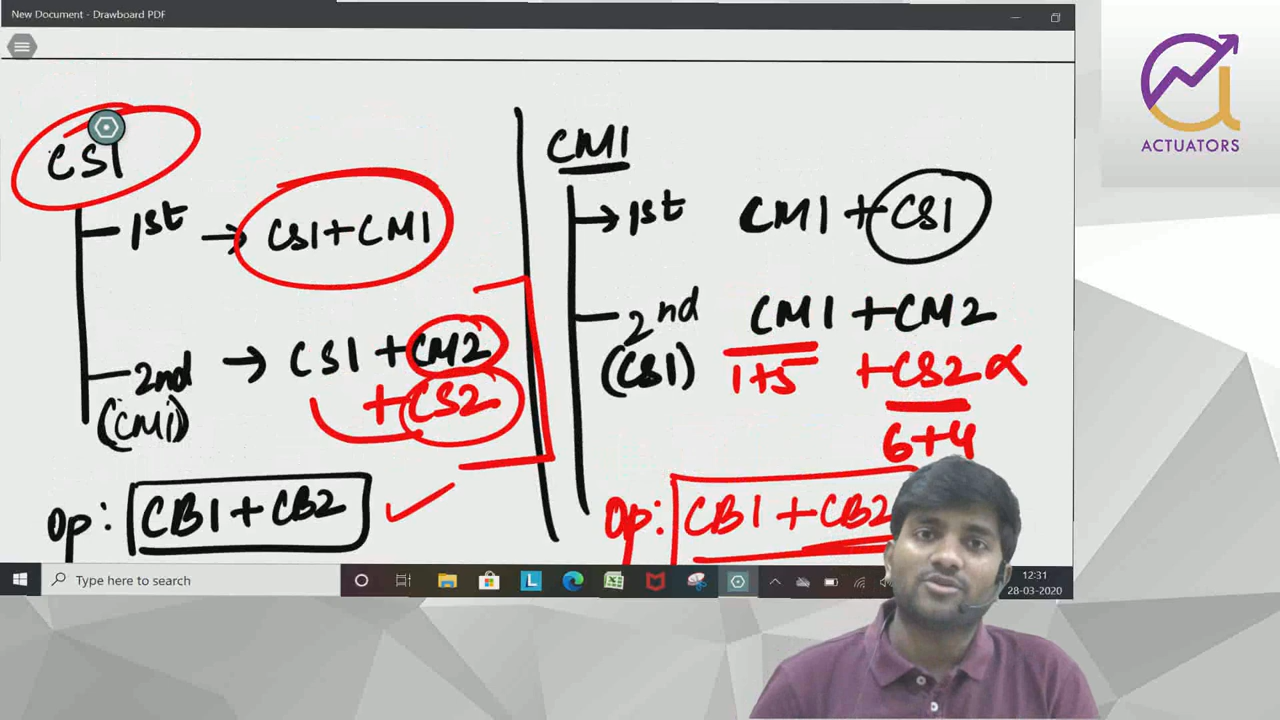 New Document - Drawboard PDF
ACTUATORS
CS1
1st → CS1+CM1
2nd → CS1 + CM2
(CM1) + CS2
Op: CB1 + CB2
CM1
1st CM1 + CS1
2nd CM1 + CM2
(CS1) 1+5 + CS2 α
6+4
Op: CB1 + CB2
Type here to search
12:31
28-03-2020